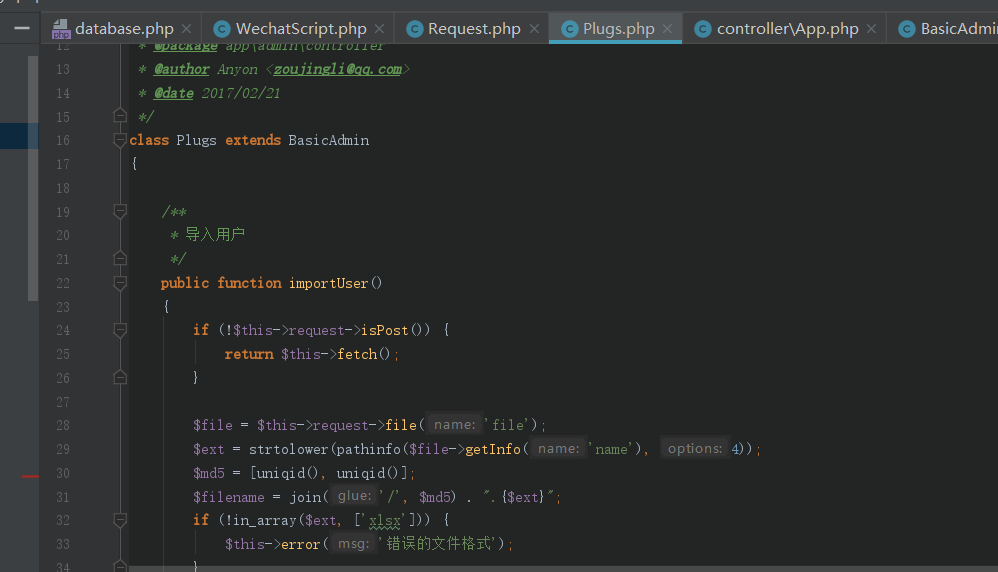 database.php WechatScript.php Request.php Plugs.php controller\App.php BasicAdmin
12 * @package app\admin\controller
13 * @author Anyon <zoujingli@qq.com>
14 * @date 2017/02/21
15 */
16 class Plugs extends BasicAdmin
17 {
18
19 /**
20 * 导入用户
21 */
22 public function importUser()
23 {
24 if (!$this->request->isPost()) {
25 return $this->fetch();
26 }
27
28 $file = $this->request->file( name: 'file');
29 $ext = strtolower(pathinfo($file->getInfo( name: 'name'), options: 4));
30 $md5 = [uniqid(), uniqid()];
31 $filename = join( glue: '/', $md5) . ".{$ext}";
32 if (!in_array($ext, ['xlsx'])) {
33 $this->error( msg: '错误的文件格式');
34 }